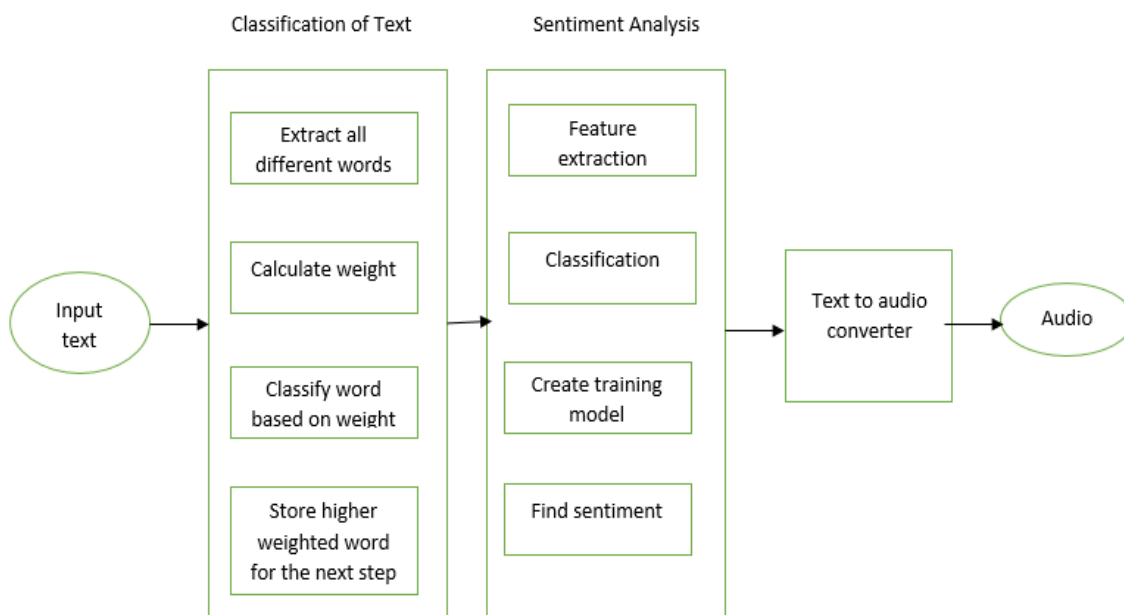 Classification of Text
Sentiment Analysis
Input
text
Extract all
different words
Calculate weight
Classify word
based on weight
Store higher
weighted word
for the next step
Feature
extraction
Classification
Create training
model
Find sentiment
Text to audio
converter
Audio